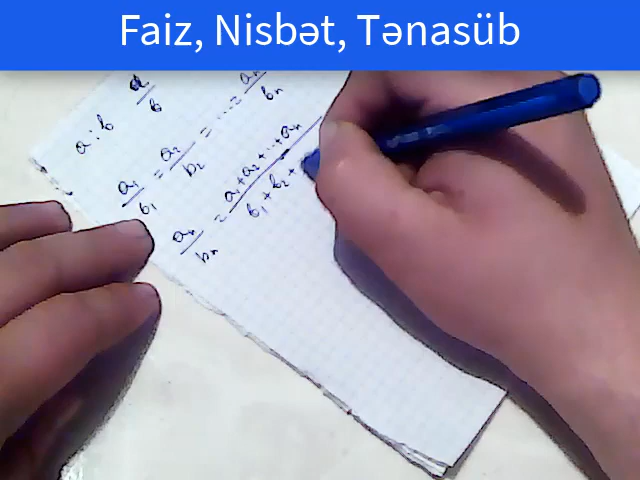 Faiz, Nisbət, Tənasüb
a : b a/b
a₁/b₁ = a₂/b₂ = ... = aₙ/bₙ
aₙ/bₙ = a₁+a₂+...+aₙ/b₁+b₂+